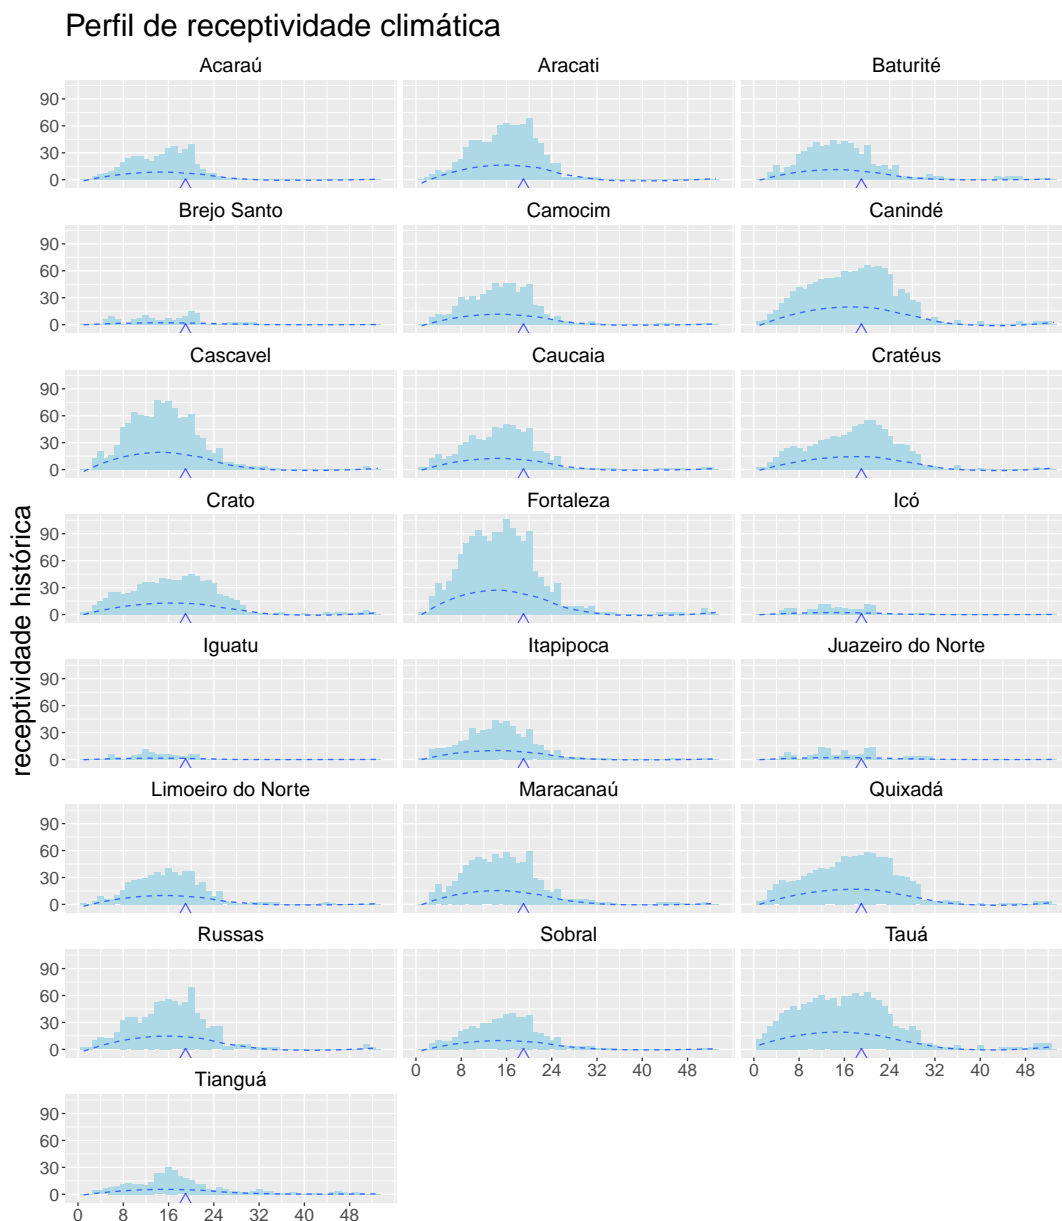 Perfil de receptividade climática
Acaraú Aracati Baturité
90
60
30
0
Brejo Santo Camocim Canindé
90
60
30
0
Cascavel Caucaia Cratéus
90
60
30
0
Crato Fortaleza Icó
90
60
30
0
receptividade histórica
Iguatu Itapipoca Juazeiro do Norte
90
60
30
0
Limoeiro do Norte Maracanaú Quixadá
90
60
30
0
Russas Sobral Tauá
90
60
30
0
0 8 16 24 32 40 48 0 8 16 24 32 40 48
Tianguá
90
60
30
0
0 8 16 24 32 40 48